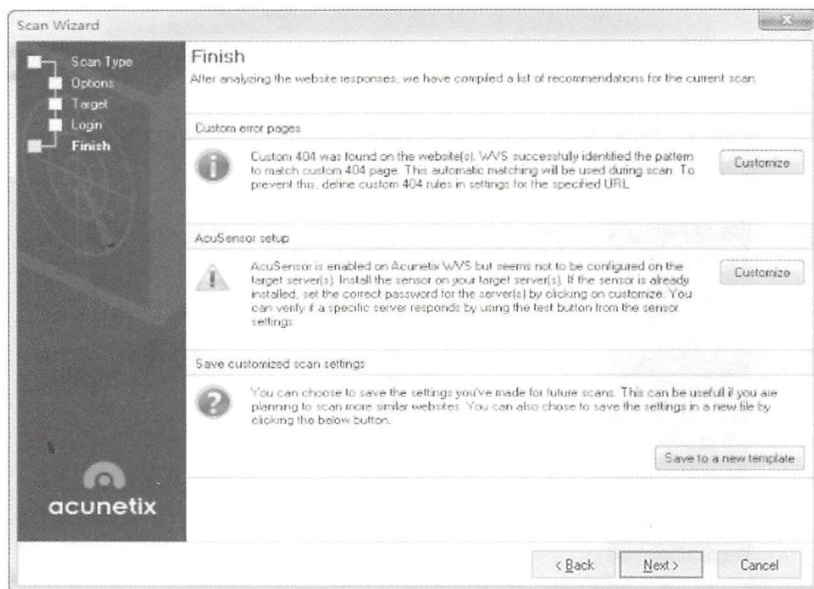 Scan Wizard
Scan Type
Options
Target
Login
Finish
acunetix
Finish
After analyzing the website responses, we have compiled a list of recommendations for the current scan.
Custom error pages
Custom 404 was found on the website(s). WVS successfully identified the pattern
to match custom 404 page. This automatic matching will be used during scan. To
prevent this, define custom 404 rules in settings for the specified URL
Customize
AcuSensor setup
AcuSensor is enabled on Acunetix WVS but seems not to be configured on the
target server(s). Install the sensor on your target server(s). If the sensor is already
installed, set the correct password for the server(s) by clicking on customize. You
can verify if a specific server responds by using the test button from the sensor
settings
Customize
Save customized scan settings
You can choose to save the settings you've made for future scans. This can be usefull if you are
planning to scan more similar websites. You can also chose to save the settings in a new file by
clicking the below button.
Save to a new template
< Back
Next >
Cancel